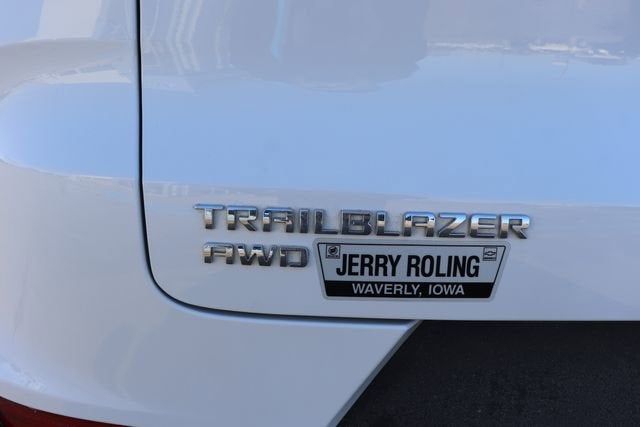 TRAILBLAZER
AWD
JERRY ROLING
WAVERLY, IOWA